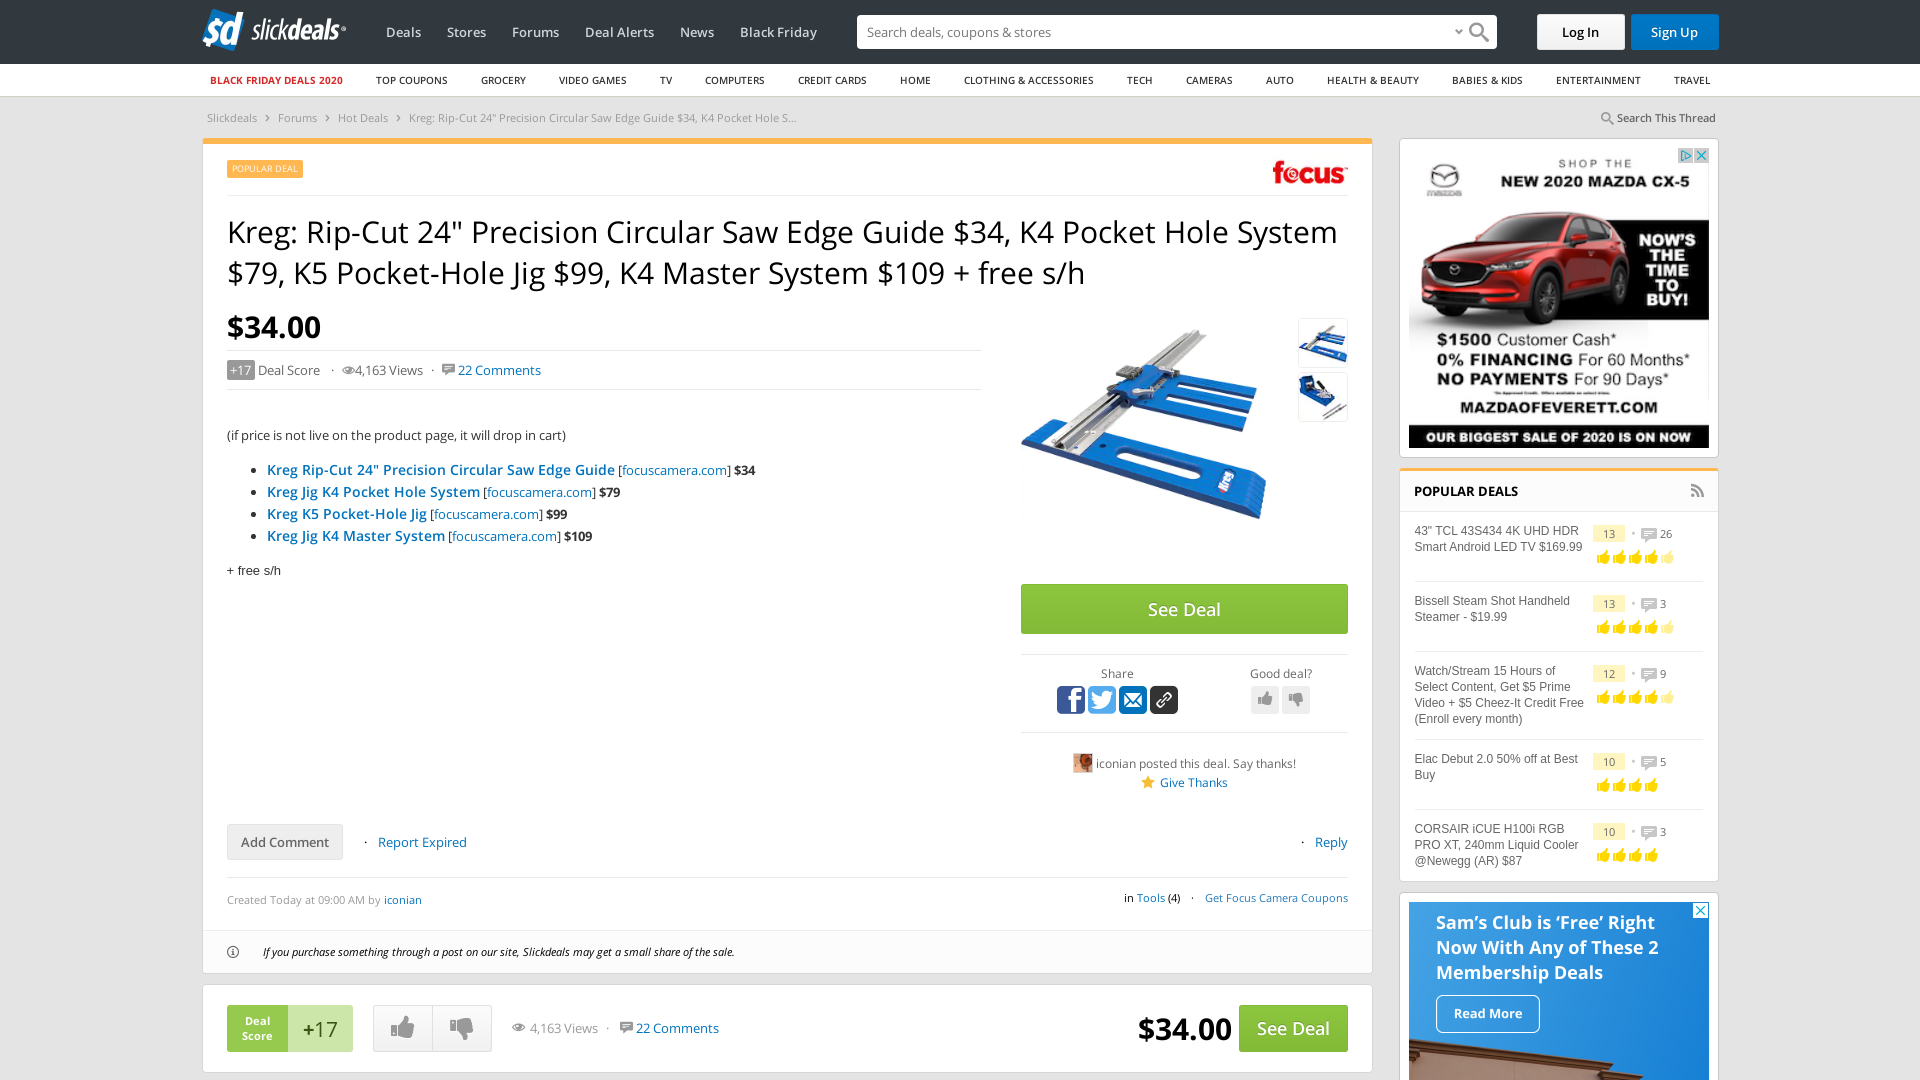 sd slickdeals
Deals Stores Forums Deal Alerts News Black Friday
Search deals, coupons & shops
Log In Sign Up
BLACK FRIDAY DEALS 2020 TOP COUPONS GROCERY VIDEO GAMES TV COMPUTERS CREDIT CARDS HOME CLOTHING & ACCESSORIES TECH CAMERAS AUTO HEALTH & BEAUTY BABIES & KIDS ENTERTAINMENT TRAVEL
Slickdeals › Forums › Hot Deals › Kreg: Rip-Cut 24" Precision Circular Saw Edge Guide $34, K4 Pocket Hole S...
Search This Thread
POPULAR DEAL
focus
Kreg: Rip-Cut 24" Precision Circular Saw Edge Guide $34, K4 Pocket Hole System
$79, K5 Pocket-Hole Jig $99, K4 Master System $109 + free s/h
$34.00
+17 Deal Score · 4,163 Views · 22 Comments
(if price is not live on the product page, it will drop in cart)
• Kreg Rip-Cut 24" Precision Circular Saw Edge Guide [focuscamera.com] $34
• Kreg Jig K4 Pocket Hole System [focuscamera.com] $79
• Kreg K5 Pocket-Hole Jig [focuscamera.com] $99
• Kreg Jig K4 Master System [focuscamera.com] $109
+ free s/h
Kreg
See Deal
Share Good deal?
iconian posted this deal. Say thanks!
Give Thanks
Add Comment · Report Expired · Reply
Created Today at 09:00 AM by iconian
in Tools (4) · Get Focus Camera Coupons
If you purchase something through a post on our site, Slickdeals may get a small share of the sale.
Deal
Score
+17
4,163 Views · 22 Comments
$34.00 See Deal
SHOP THE
NEW 2020 MAZDA CX-5
mazda
NOW'S
THE
TIME
TO
BUY!
$1500 Customer Cash*
0% FINANCING For 60 Months*
NO PAYMENTS For 90 Days*
MAZDAOFEVERETT.COM
OUR BIGGEST SALE OF 2020 IS ON NOW
POPULAR DEALS
43" TCL 43S434 4K UHD HDR
Smart Android LED TV $169.99
13 • 26
Bissell Steam Shot Handheld
Steamer - $19.99
13 • 3
Watch/Stream 15 Hours of
Select Content, Get $5 Prime
Video + $5 Cheez-It Credit Free
(Enroll every month)
12 • 9
Elac Debut 2.0 50% off at Best
Buy
10 • 5
CORSAIR iCUE H100i RGB
PRO XT, 240mm Liquid Cooler
@Newegg (AR) $87
10 • 3
Sam's Club is 'Free' Right
Now With Any of These 2
Membership Deals
Read More